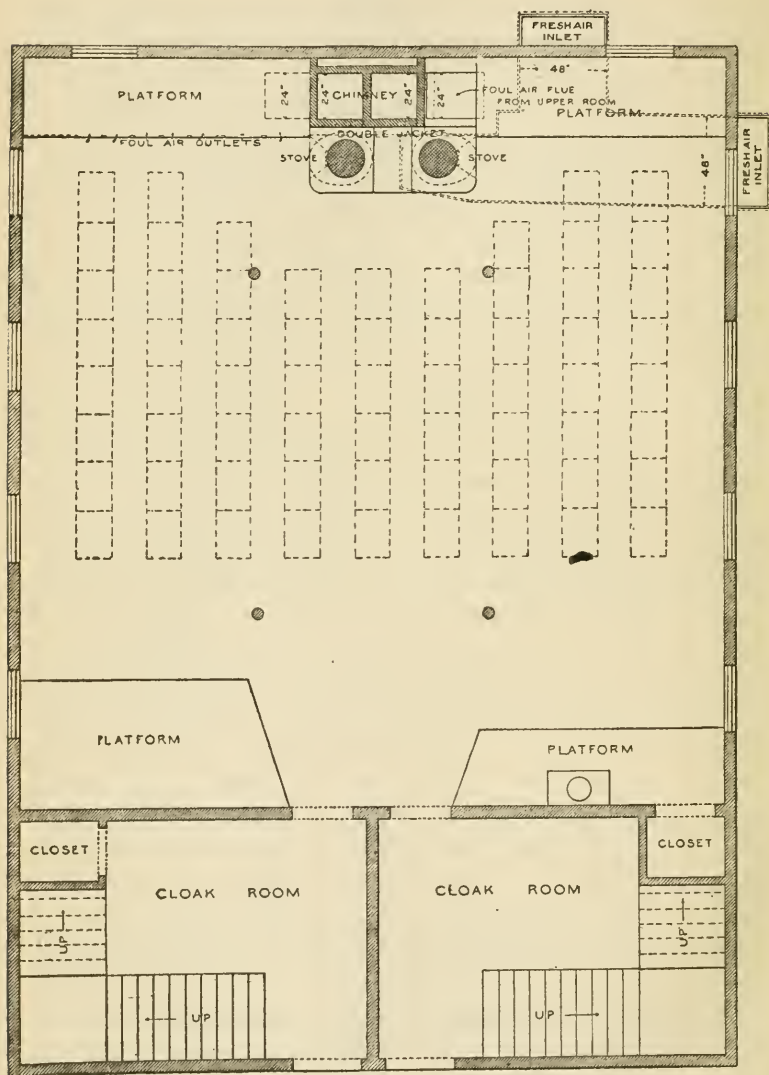 FRESH AIR
INLET
48"
PLATFORM
24"
24"
CHIMNEY
24"
24"
FOUL AIR FLUE
FROM UPPER ROOM
PLATFORM
FOUL AIR OUTLETS
DOUBLE JACKET
STOVE
STOVE
48"
FRESH AIR
INLET
PLATFORM
PLATFORM
CLOSET
CLOSET
CLOAK ROOM
CLOAK ROOM
UP
UP
UP
UP